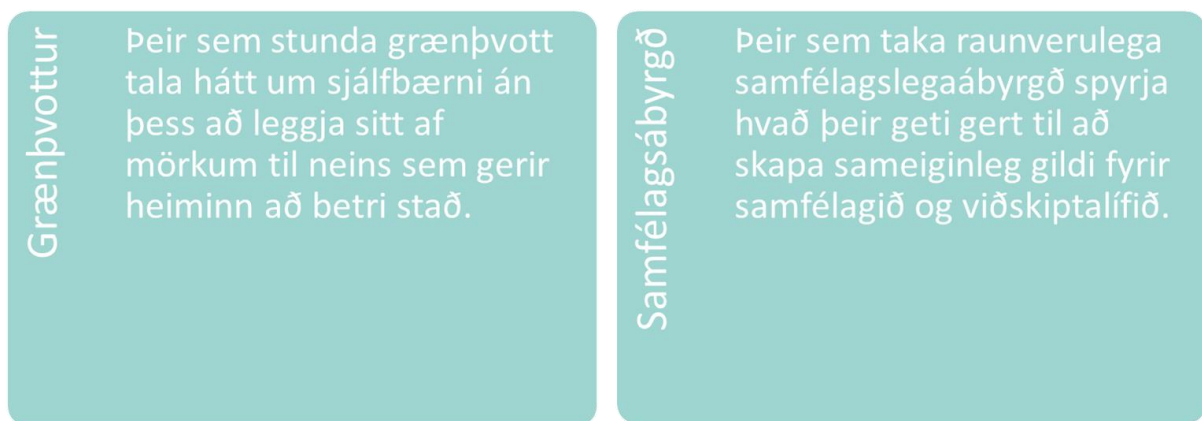 Grænþvottur
Þeir sem stunda grænþvott
tala hátt um sjálfbærni án
þess að leggja sitt af
mörkum til neins sem gerir
heiminn að betri stað.
Samfélagsábyrgð
Þeir sem taka raunverulega
samfélagslegaábyrgð spyrja
hvað þeir geti gert til að
skapa sameiginleg gildi fyrir
samfélagið og viðskiptalífið.